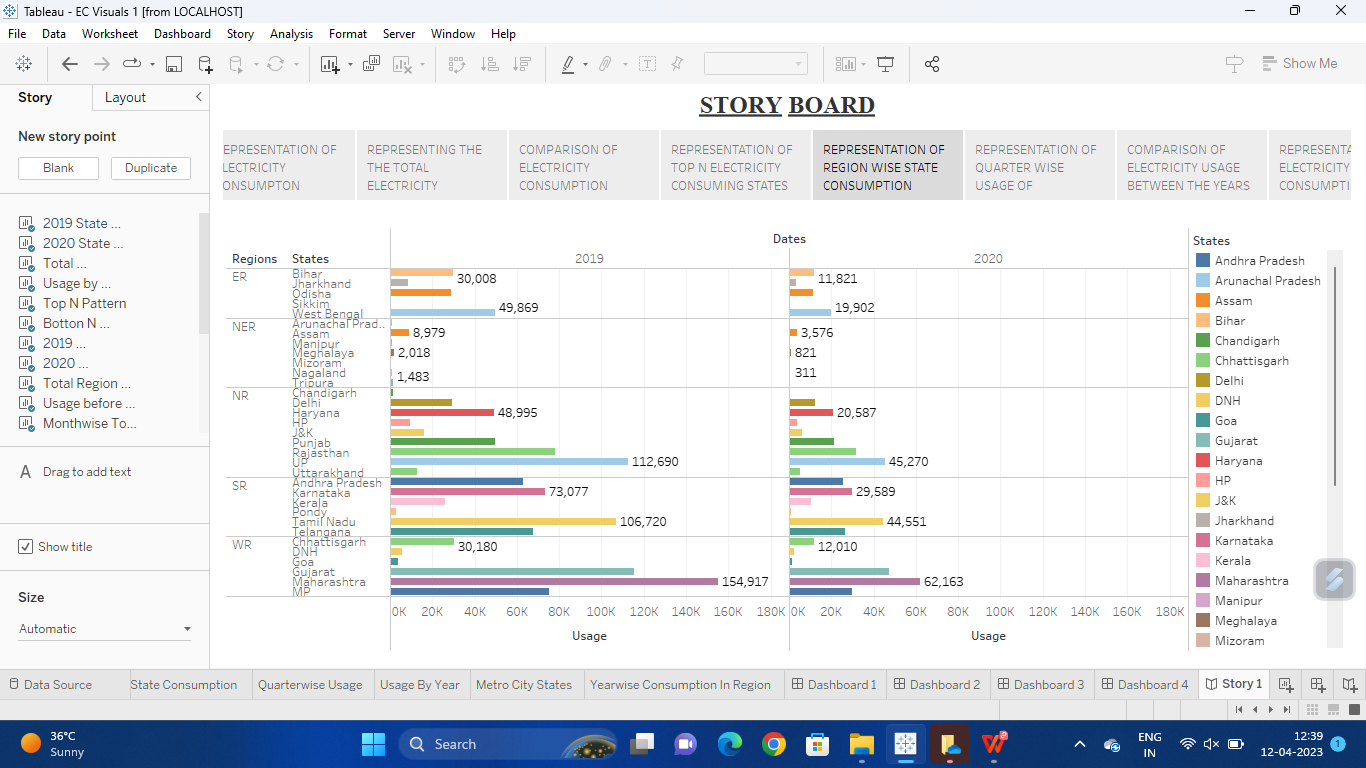 Tableau - EC Visuals 1 [from LOCALHOST]
File Data Worksheet Dashboard Story Analysis Format Server Window Help
Show Me
Story Layout
New story point
Blank Duplicate
2019 State ...
2020 State ...
Total ...
Usage by ...
Top N Pattern
Botton N ...
2019 ...
2020 ...
Total Region ...
Usage before ...
Monthwise To...
A Drag to add text
Show title
Size
Automatic
STORY BOARD
EPRESENTATION OF
LECTRICITY
ONSUMPTON
REPRESENTING THE
THE TOTAL
ELECTRICITY
COMPARISON OF
ELECTRICITY
CONSUMPTION
REPRESENTATION OF
TOP N ELECTRICITY
CONSUMING STATES
REPRESENTATION OF
REGION WISE STATE
CONSUMPTION
REPRESENTATION OF
QUARTER WISE
USAGE OF
COMPARISON OF
ELECTRICITY USAGE
BETWEEN THE YEARS
REPRESENTA
ELECTRICITY
CONSUMPTI
Dates
Regions States 2019 2020
ER Bihar 30,008 11,821
Jharkhand
Odisha
Sikkim
West Bengal 49,869 19,902
NER Arunachal Prad..
Assam 8,979 3,576
Manipur
Meghalaya 2,018 821
Mizoram
Nagaland 311
Tripura 1,483
NR Chandigarh
Delhi
Haryana 48,995 20,587
HP
J&K
Punjab
Rajasthan
UP 112,690 45,270
Uttarakhand
SR Andhra Pradesh
Karnataka 73,077 29,589
Kerala
Pondy
Tamil Nadu 106,720 44,551
Telangana
WR Chhattisgarh 30,180 12,010
DNH
Goa
Gujarat
Maharashtra 154,917 62,163
MP
0K 20K 40K 60K 80K 100K 120K 140K 160K 180K 0K 20K 40K 60K 80K 100K 120K 140K 160K 180K
Usage Usage
States
Andhra Pradesh
Arunachal Pradesh
Assam
Bihar
Chandigarh
Chhattisgarh
Delhi
DNH
Goa
Gujarat
Haryana
HP
J&K
Jharkhand
Karnataka
Kerala
Maharashtra
Manipur
Meghalaya
Mizoram
Data Source State Consumption Quarterwise Usage Usage By Year Metro City States Yearwise Consumption In Region Dashboard 1 Dashboard 2 Dashboard 3 Dashboard 4 Story 1
36°C
Sunny
Search
ENG
IN
12:39
12-04-2023
1